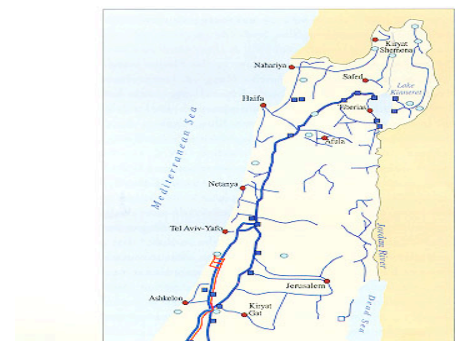 Kiryat
Shemona
Nahariya
Safed
Lake
Kinneret
Haifa
Tiberias
Afula
Mediterranean Sea
Netanya
Tel Aviv-Yafo
Jordan River
Jerusalem
Ashkelon
Kiryat
Gat
Dead Sea